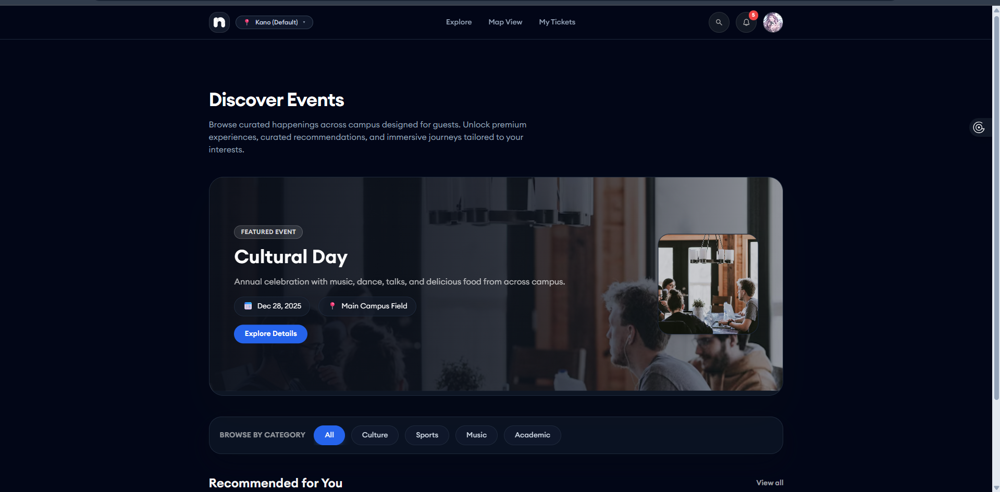 n
Kano (Default)
Explore
Map View
My Tickets
5
Discover Events
Browse curated happenings across campus designed for guests. Unlock premium
experiences, curated recommendations, and immersive journeys tailored to your
interests.
FEATURED EVENT
Cultural Day
Annual celebration with music, dance, talks, and delicious food from across campus.
Dec 28, 2025
Main Campus Field
Explore Details
BROWSE BY CATEGORY
All
Culture
Sports
Music
Academic
Recommended for You
View all